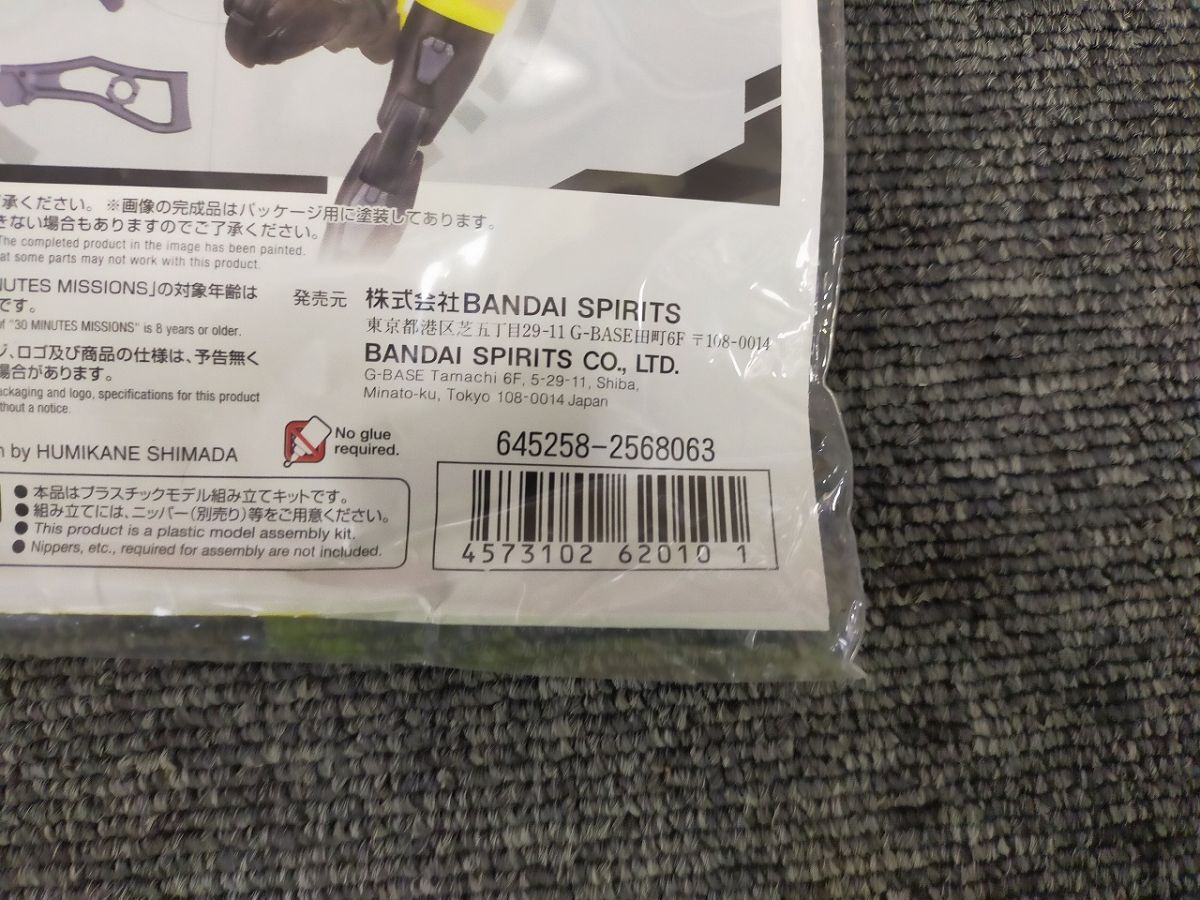 承ください。 ※画像の完成品はパッケージ用に塗装してあります。
きない場合もありますのでご了承ください。
The completed product in the image has been painted.
at some parts may not work with this product.
NUTES MISSIONS」の対象年齢は
です。
of "30 MINUTES MISSIONS" is 8 years or older.
ジ、ロゴ及び商品の仕様は、予告無く
場合があります。
ackaging and logo, specifications for this product
thout a notice.
n by HUMIKANE SHIMADA
発売元 株式会社BANDAI SPIRITS
東京都港区芝五丁目29-11 G-BASE田町6F 〒108-0014
BANDAI SPIRITS CO., LTD.
G-BASE Tamachi 6F, 5-29-11, Shiba,
Minato-ku, Tokyo 108-0014 Japan
No glue
required.
● 本品はプラスチックモデル組み立てキットです。
● 組み立てには、ニッパー(別売り)等をご用意ください。
● This product is a plastic model assembly kit.
● Nippers, etc., required for assembly are not included.
645258-2568063
4573102 62010 1